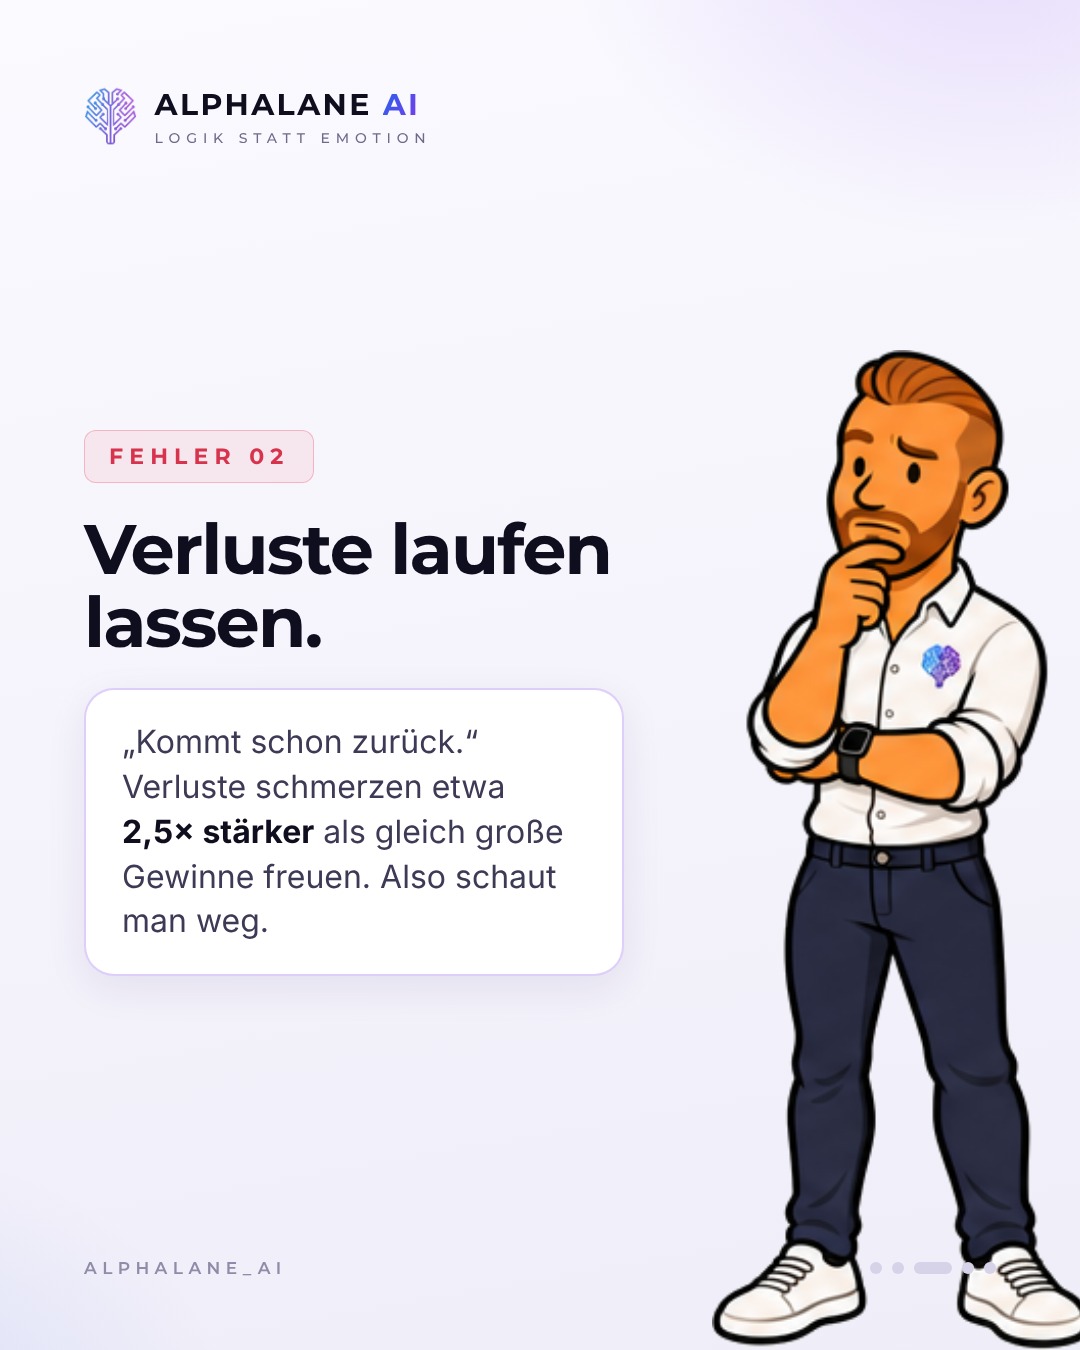 ALPHALANE AI
LOGIK STATT EMOTION
FEHLER 02
Verluste laufen
lassen.
„Kommt schon zurück.“
Verluste schmerzen etwa
2,5× stärker als gleich große
Gewinne freuen. Also schaut
man weg.
ALPHALANE_AI